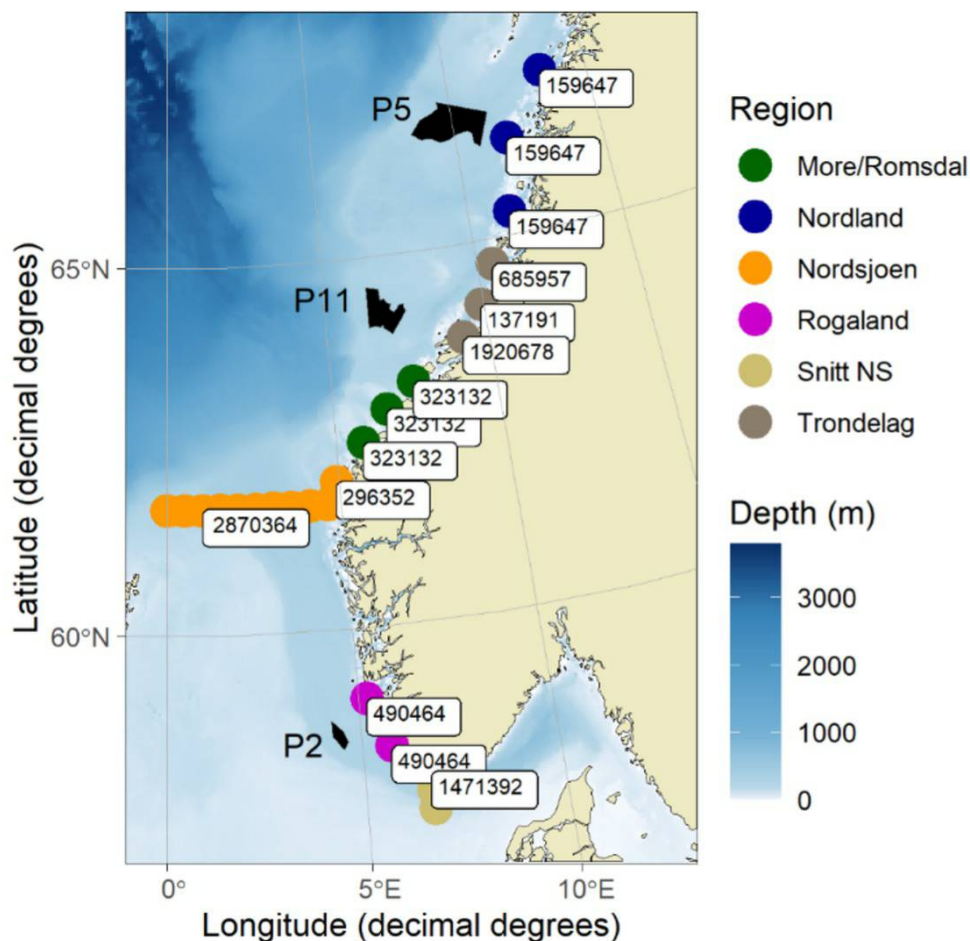 P5
159647
159647
159647
65°N
P11
685957
137191
1920678
323132
323132
323132
296352
2870364
60°N
490464
P2
490464
1471392
0°
5°E
10°E
Longitude (decimal degrees)
Latitude (decimal degrees)
Region
More/Romsdal
Nordland
Nordsjoen
Rogaland
Snitt NS
Trondelag
Depth (m)
3000
2000
1000
0